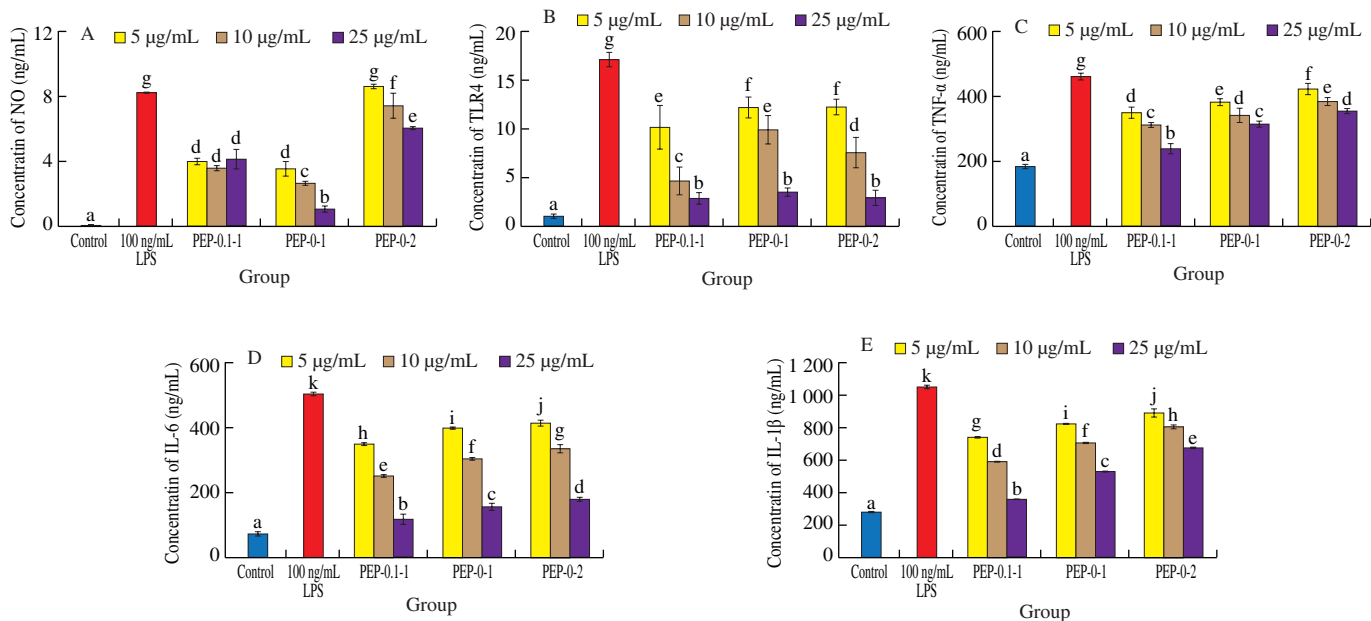 A
5 μg/mL 10 μg/mL 25 μg/mL
Concentratin of NO (ng/mL)
12
8
4
0
a
g
d
d
d
d
c
b
g
f
e
Control
100 ng/mL
LPS
PEP-0.1-1
PEP-0-1
PEP-0-2
Group
B
5 μg/mL 10 μg/mL 25 μg/mL
Concentratin of TLR4 (ng/mL)
20
15
10
5
0
a
g
e
c
b
f
e
b
f
d
b
Control
100 ng/mL
LPS
PEP-0.1-1
PEP-0-1
PEP-0-2
Group
C
5 μg/mL 10 μg/mL 25 μg/mL
Concentratin of TNF-α (ng/mL)
600
400
200
0
a
g
d
c
b
e
d
c
f
e
d
Control
100 ng/mL
LPS
PEP-0.1-1
PEP-0-1
PEP-0-2
Group
D
5 μg/mL 10 μg/mL 25 μg/mL
Concentratin of IL-6 (ng/mL)
600
400
200
0
a
k
h
e
b
i
f
c
j
g
d
Control
100 ng/mL
LPS
PEP-0.1-1
PEP-0-1
PEP-0-2
Group
E
5 μg/mL 10 μg/mL 25 μg/mL
Concentratin of IL-1β (ng/mL)
1 200
1 000
800
600
400
200
0
a
k
g
d
b
i
f
c
j
h
e
Control
100 ng/mL
LPS
PEP-0.1-1
PEP-0-1
PEP-0-2
Group